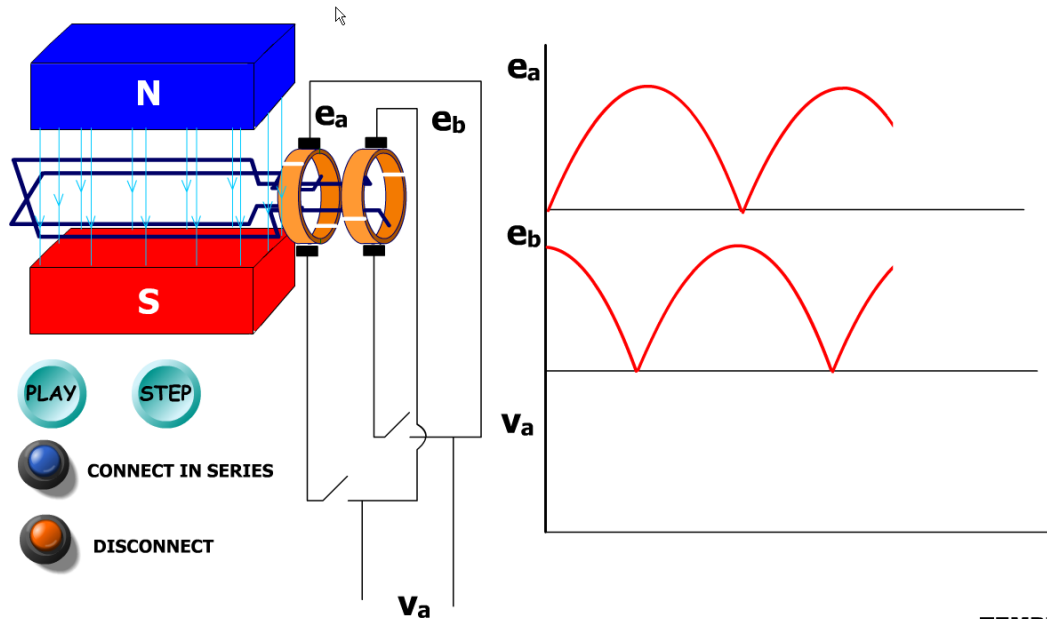 N
S
eₐ
e_b
PLAY
STEP
CONNECT IN SERIES
DISCONNECT
vₐ
eₐ
e_b
vₐ